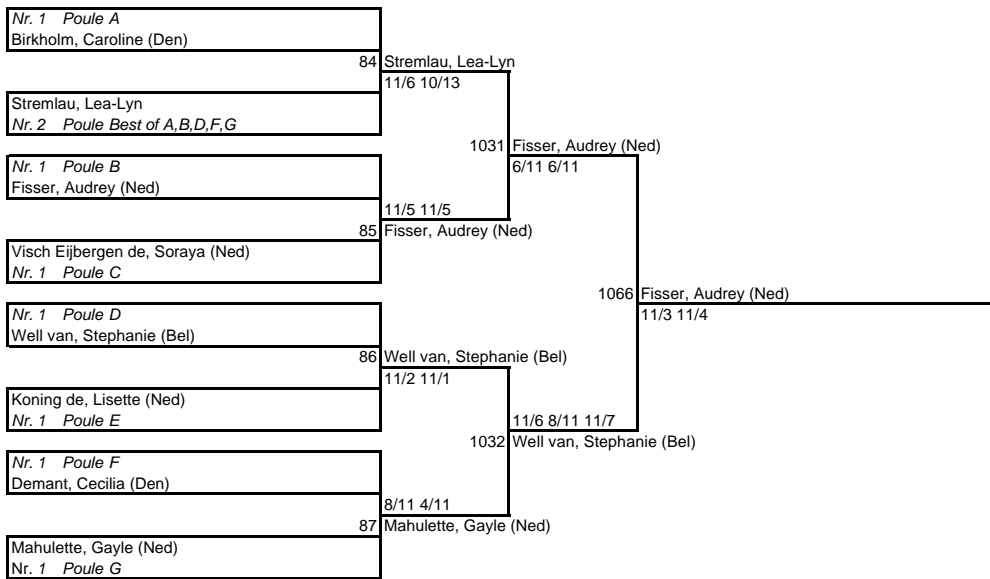 Nr. 1 Poule A
Birkholm, Caroline (Den)
84 Stremlau, Lea-Lyn
11/6 10/13
Stremlau, Lea-Lyn
Nr. 2 Poule Best of A,B,D,F,G
1031 Fisser, Audrey (Ned)
6/11 6/11
Nr. 1 Poule B
Fisser, Audrey (Ned)
11/5 11/5
85 Fisser, Audrey (Ned)
Visch Eijbergen de, Soraya (Ned)
Nr. 1 Poule C
1066 Fisser, Audrey (Ned)
11/3 11/4
Nr. 1 Poule D
Well van, Stephanie (Bel)
86 Well van, Stephanie (Bel)
11/2 11/1
Koning de, Lisette (Ned)
Nr. 1 Poule E
11/6 8/11 11/7
1032 Well van, Stephanie (Bel)
Nr. 1 Poule F
Demant, Cecilia (Den)
8/11 4/11
87 Mahulette, Gayle (Ned)
Mahulette, Gayle (Ned)
Nr. 1 Poule G